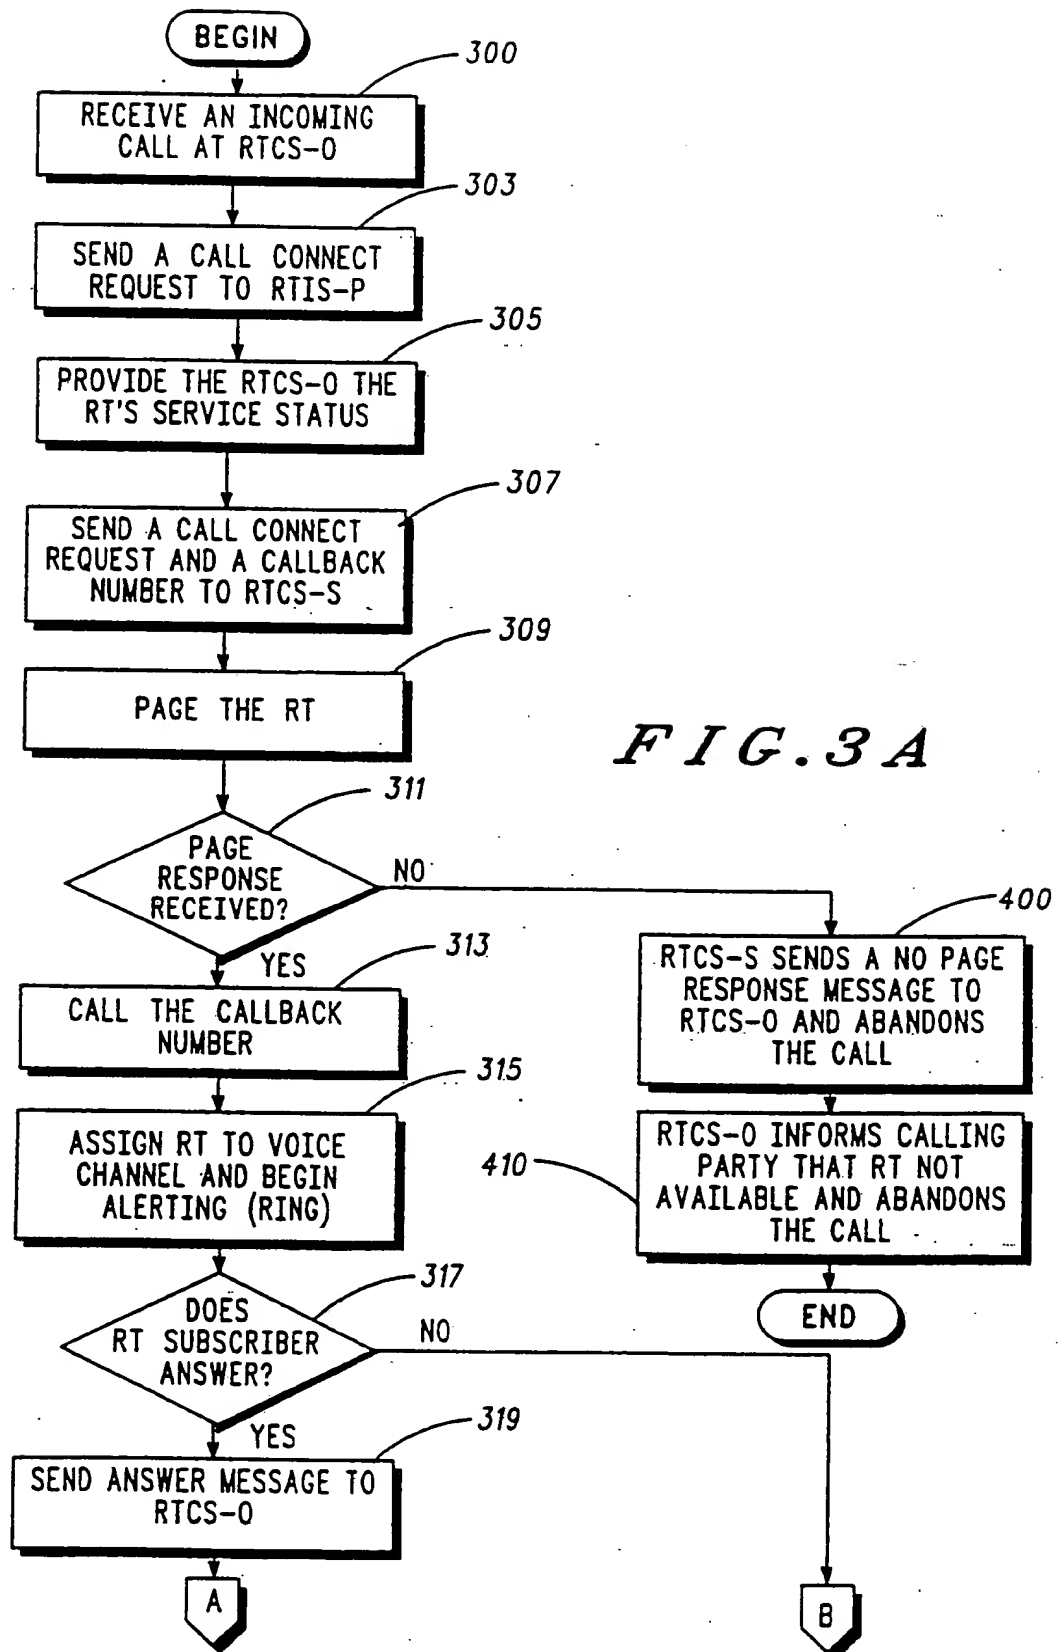 BEGIN
300
RECEIVE AN INCOMING
CALL AT RTCS-O
303
SEND A CALL CONNECT
REQUEST TO RTIS-P
305
PROVIDE THE RTCS-O THE
RT'S SERVICE STATUS
307
SEND A CALL CONNECT
REQUEST AND A CALLBACK
NUMBER TO RTCS-S
309
PAGE THE RT
FIG.3A
311
PAGE
RESPONSE
RECEIVED?
NO
YES
400
RTCS-S SENDS A NO PAGE
RESPONSE MESSAGE TO
RTCS-O AND ABANDONS
THE CALL
313
CALL THE CALLBACK
NUMBER
315
ASSIGN RT TO VOICE
CHANNEL AND BEGIN
ALERTING (RING)
410
RTCS-O INFORMS CALLING
PARTY THAT RT NOT
AVAILABLE AND ABANDONS
THE CALL
END
317
DOES
RT SUBSCRIBER
ANSWER?
NO
YES
319
SEND ANSWER MESSAGE TO
RTCS-O
A
B